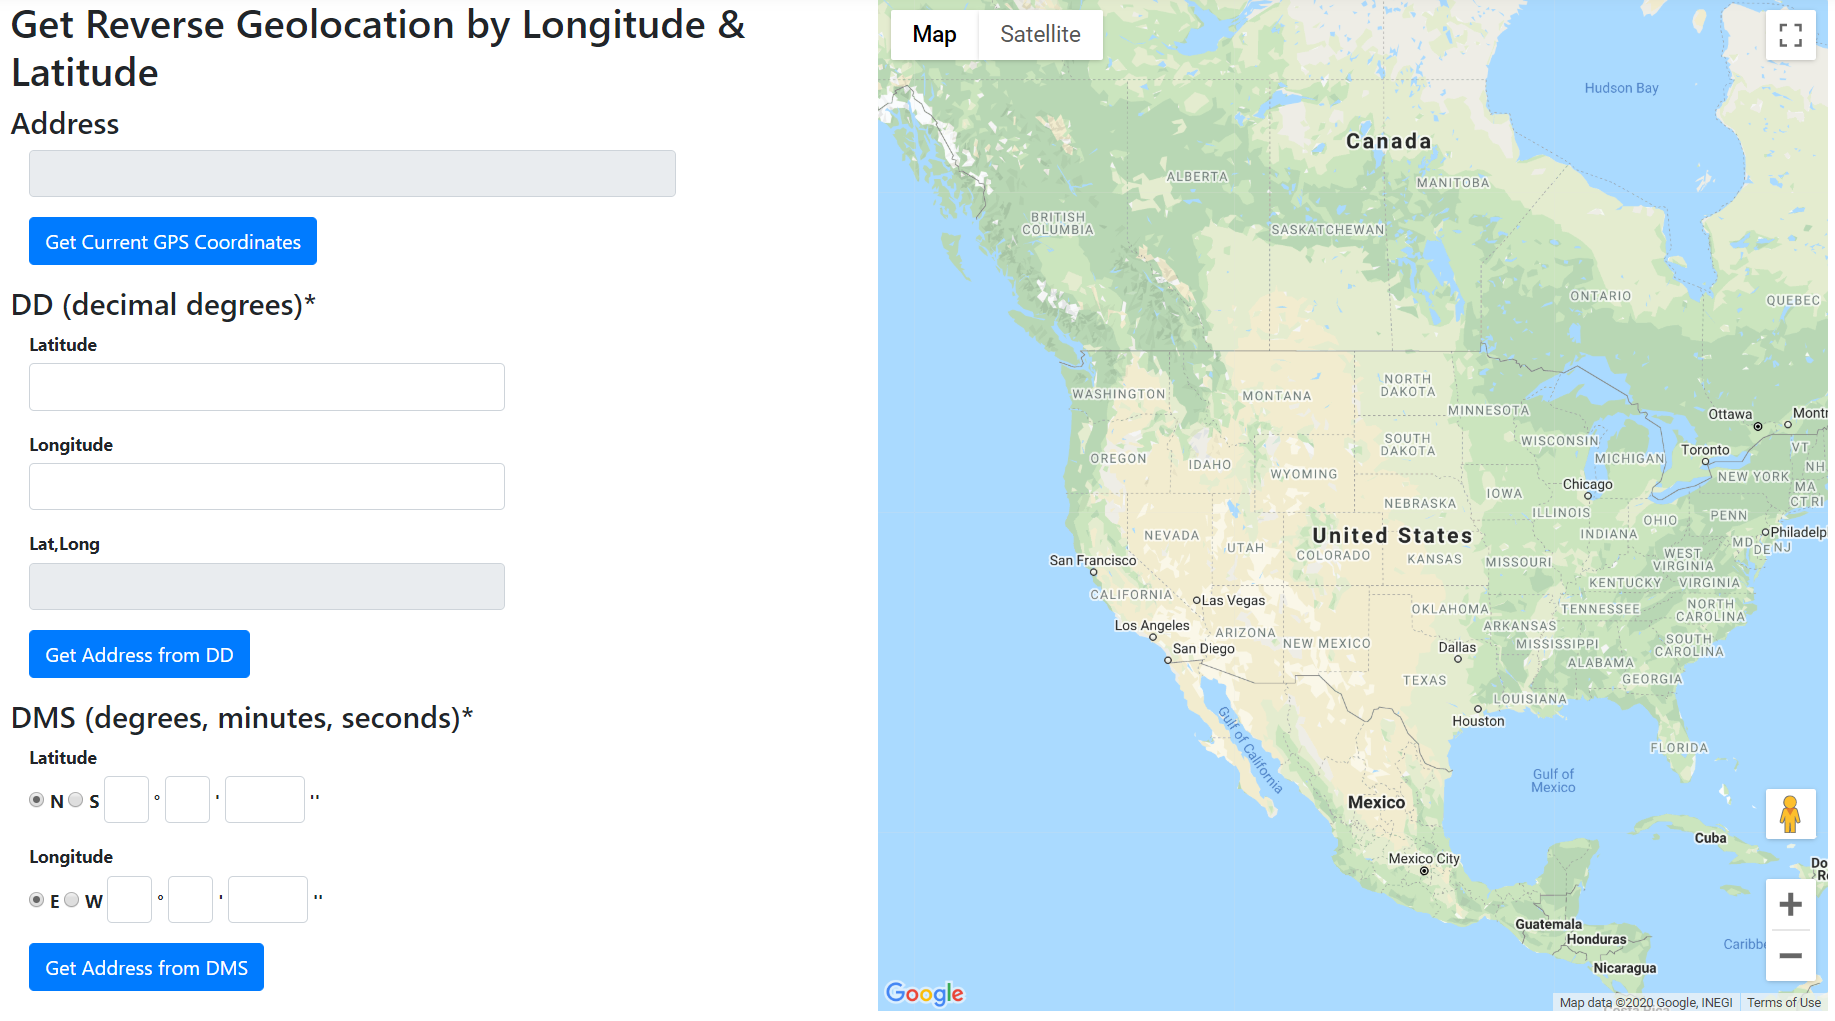 Get Reverse Geolocation by Longitude &
Latitude
Address
Get Current GPS Coordinates
DD (decimal degrees)*
Latitude
Longitude
Lat,Long
Get Address from DD
DMS (degrees, minutes, seconds)*
Latitude
N S ° ' ''
Longitude
E W ° ' ''
Get Address from DMS
Map Satellite
Hudson Bay
Canada
ALBERTA
MANITOBA
BRITISH
COLUMBIA
SASKATCHEWAN
ONTARIO
QUEBEC
WASHINGTON
MONTANA
NORTH
DAKOTA
MINNESOTA
Ottawa
Montr
OREGON
IDAHO
WYOMING
SOUTH
DAKOTA
WISCONSIN
MICHIGAN
Toronto
VT
NH
NEW YORK
MA
CT RI
Chicago
NEBRASKA
IOWA
ILLINOIS
INDIANA
OHIO
PENN
Philadelp
MD
DE NJ
NEVADA
UTAH
United States
COLORADO
KANSAS
MISSOURI
WEST
VIRGINIA
KENTUCKY
VIRGINIA
San Francisco
CALIFORNIA
Las Vegas
OKLAHOMA
TENNESSEE
NORTH
CAROLINA
ARKANSAS
Los Angeles
ARIZONA
NEW MEXICO
MISSISSIPPI
SOUTH
CAROLINA
San Diego
Dallas
ALABAMA
GEORGIA
TEXAS
LOUISIANA
Houston
Gulf of California
FLORIDA
Gulf of
Mexico
Mexico
Cuba
Mexico City
Do
R
Guatemala
Honduras
Caribbe
Nicaragua
Google
Map data ©2020 Google, INEGI Terms of Use
Costa Rica